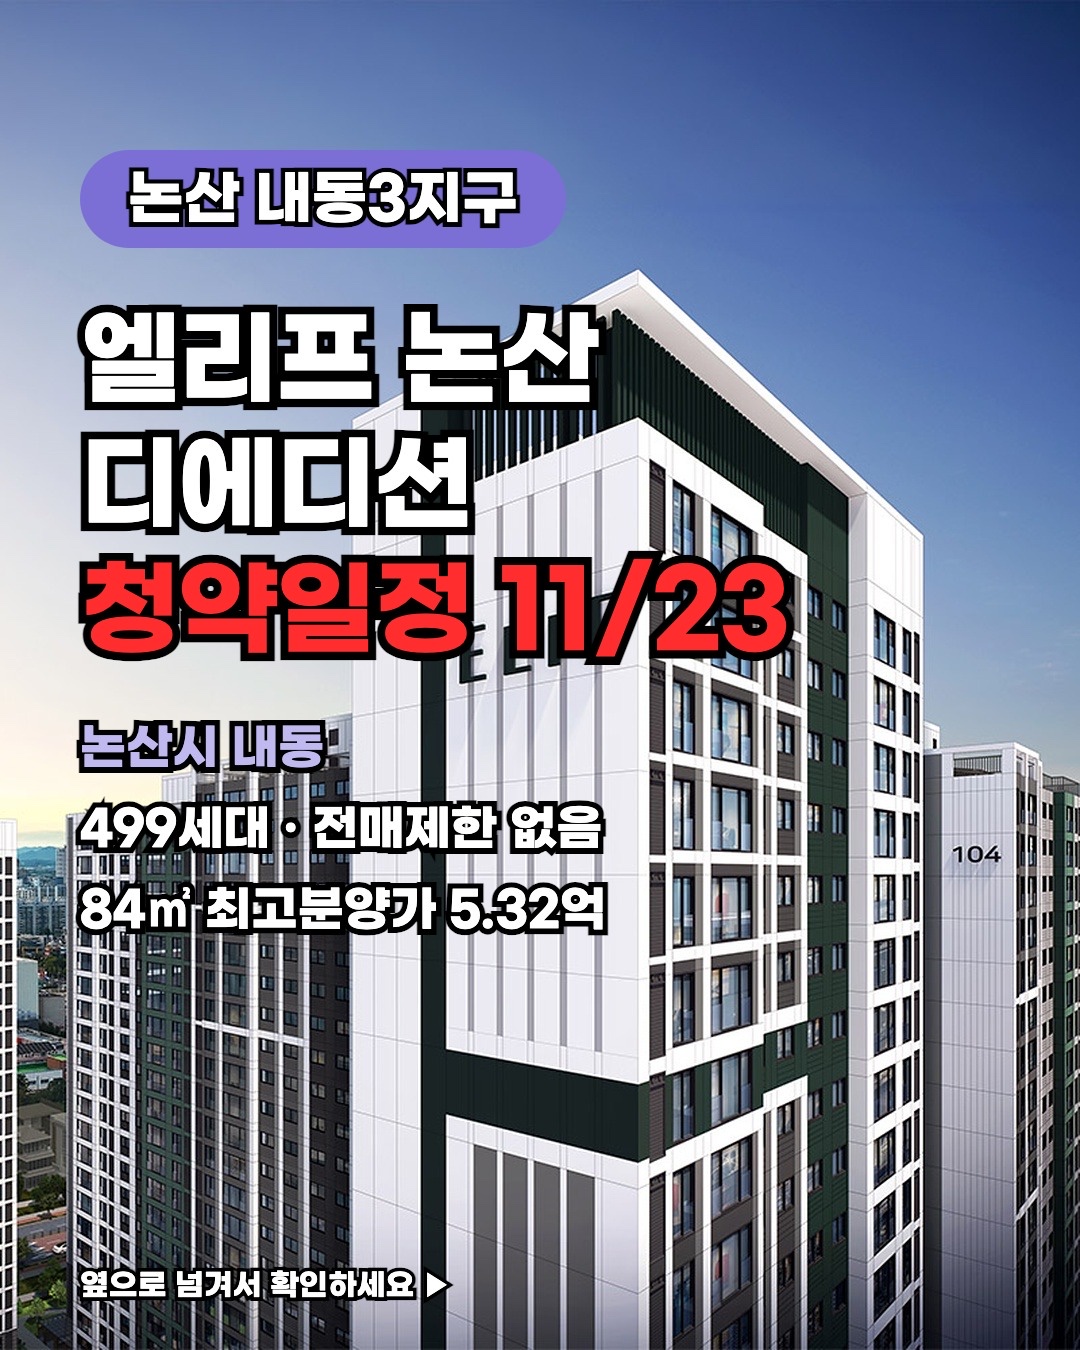 논산 내동3지구
엘리프 논산
디에디션
청약일정 11/23
논산시 내동
499세대 · 전매제한 없음
84㎡ 최고분양가 5.32억
104
옆으로 넘겨서 확인하세요 ▶